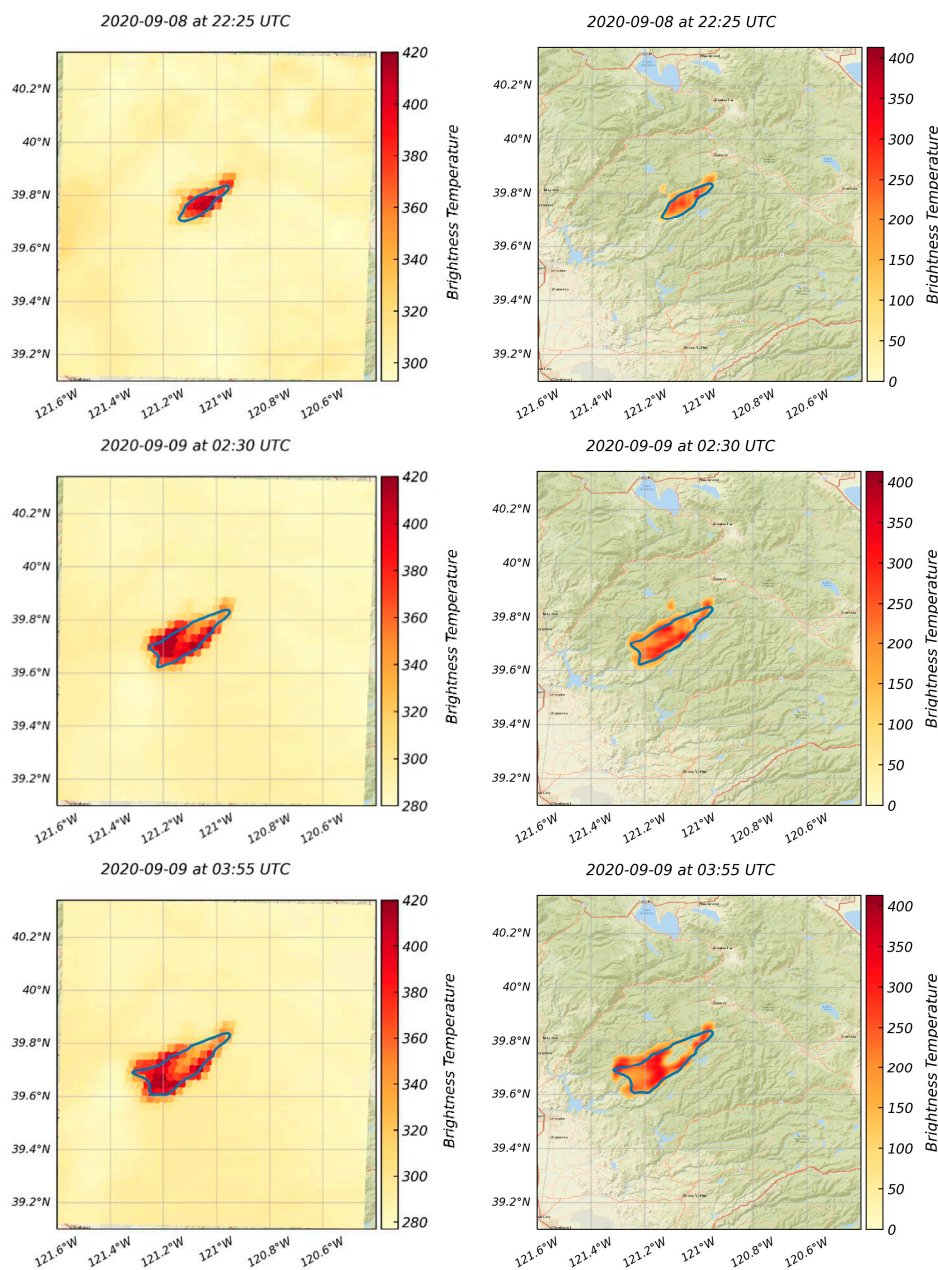 2020-09-08 at 22:25 UTC
2020-09-08 at 22:25 UTC
420
400
380
360
340
320
300
Brightness Temperature
40.2°N
40°N
39.8°N
39.6°N
39.4°N
39.2°N
121.6°W
121.4°W
121.2°W
121°W
120.8°W
120.6°W
400
350
300
250
200
150
100
50
0
Brightness Temperature
40.2°N
40°N
39.8°N
39.6°N
39.4°N
39.2°N
121.6°W
121.4°W
121.2°W
121°W
120.8°W
120.6°W
2020-09-09 at 02:30 UTC
2020-09-09 at 02:30 UTC
420
400
380
360
340
320
300
280
Brightness Temperature
40.2°N
40°N
39.8°N
39.6°N
39.4°N
39.2°N
121.6°W
121.4°W
121.2°W
121°W
120.8°W
120.6°W
400
350
300
250
200
150
100
50
0
Brightness Temperature
40.2°N
40°N
39.8°N
39.6°N
39.4°N
39.2°N
121.6°W
121.4°W
121.2°W
121°W
120.8°W
120.6°W
2020-09-09 at 03:55 UTC
2020-09-09 at 03:55 UTC
420
400
380
360
340
320
300
280
Brightness Temperature
40.2°N
40°N
39.8°N
39.6°N
39.4°N
39.2°N
121.6°W
121.4°W
121.2°W
121°W
120.8°W
120.6°W
400
350
300
250
200
150
100
50
0
Brightness Temperature
40.2°N
40°N
39.8°N
39.6°N
39.4°N
39.2°N
121.6°W
121.4°W
121.2°W
121°W
120.8°W
120.6°W